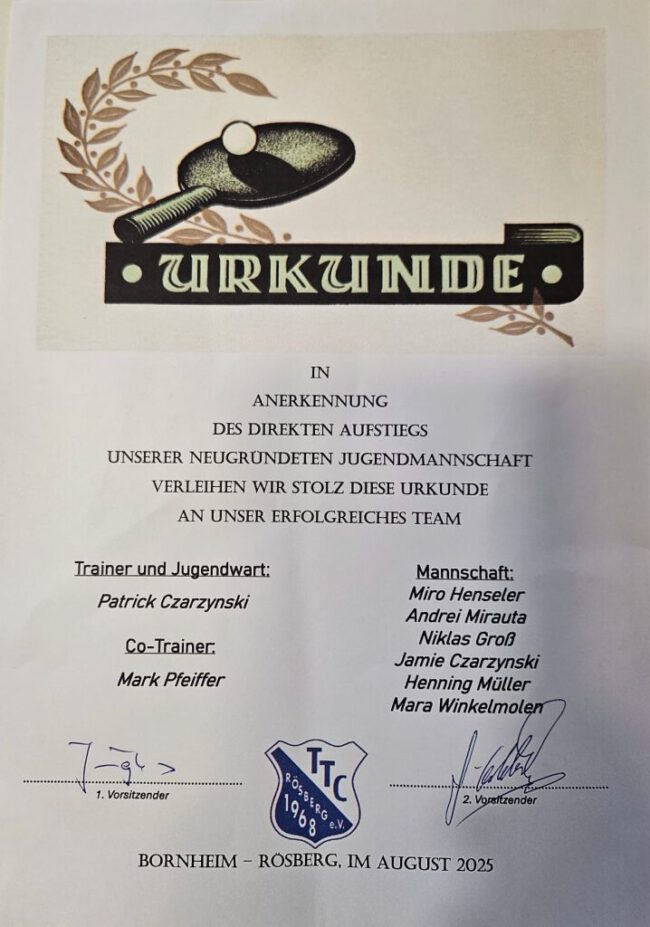 URKUNDE
IN
ANERKENNUNG
DES DIREKTEN AUFSTIEGS
UNSERER NEUGRÜNDETEN JUGENDMANNSCHAFT
VERLEIHEN WIR STOLZ DIESE URKUNDE
AN UNSER ERFOLGREICHES TEAM
Trainer und Jugendwart:
Patrick Czarzynski
Co-Trainer:
Mark Pfeiffer
Mannschaft:
Miro Henseler
Andrei Mirauta
Niklas Groß
Jamie Czarzynski
Henning Müller
Mara Winkelmolen
1. Vorsitzender
TTC
RÖSBERG e.V.
1968
2. Vorsitzender
BORNHEIM – RÖSBERG, IM AUGUST 2025